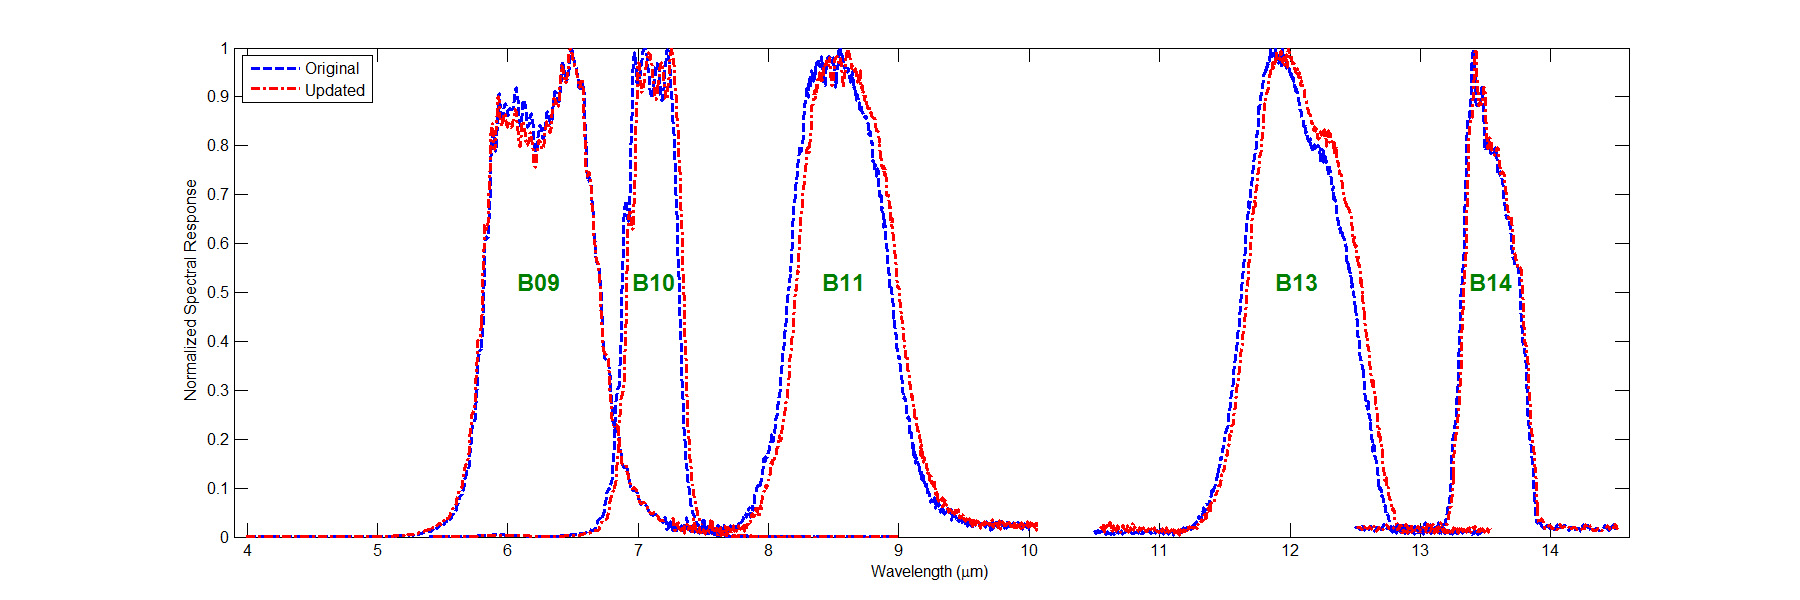 Original
Updated
Normalized Spectral Response
1
0.9
0.8
0.7
0.6
0.5
0.4
0.3
0.2
0.1
0
B09 B10 B11 B13 B14
4 5 6 7 8 9 10 11 12 13 14
Wavelength (μm)